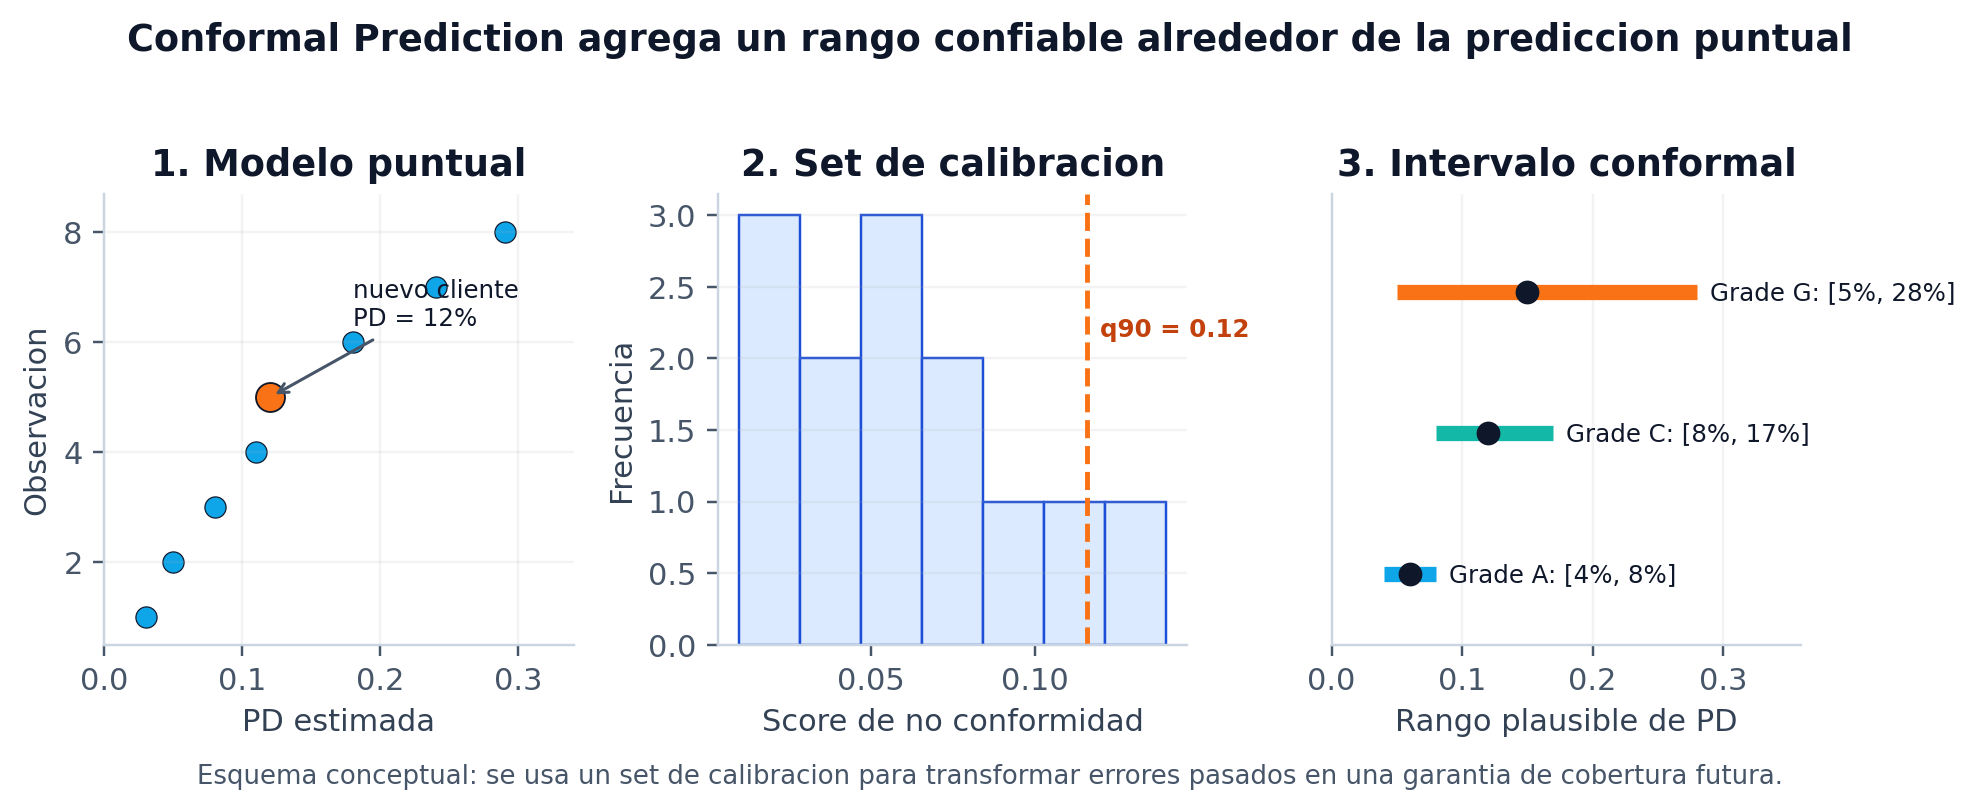 Conformal Prediction agrega un rango confiable alrededor de la prediccion puntual
1. Modelo puntual
8
6
4
2
Observacion
nuevo cliente
PD = 12%
0.0 0.1 0.2 0.3
PD estimada
2. Set de calibracion
3.0
2.5
2.0
1.5
1.0
0.5
0.0
Frecuencia
q90 = 0.12
0.05 0.10
Score de no conformidad
3. Intervalo conformal
Grade G: [5%, 28%]
Grade C: [8%, 17%]
Grade A: [4%, 8%]
0.0 0.1 0.2 0.3
Rango plausible de PD
Esquema conceptual: se usa un set de calibracion para transformar errores pasados en una garantia de cobertura futura.